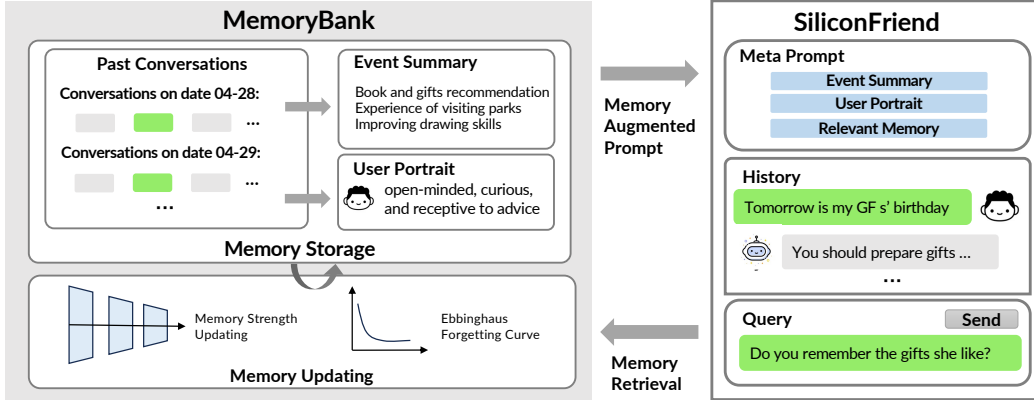 MemoryBank
Past Conversations
Conversations on date 04-28:
...
Conversations on date 04-29:
...
...
Event Summary
Book and gifts recommendation
Experience of visiting parks
Improving drawing skills
User Portrait
open-minded, curious,
and receptive to advice
Memory Storage
Memory Strength
Updating
Ebbinghaus
Forgetting Curve
Memory Updating
Memory
Augmented
Prompt
Memory
Retrieval
SiliconFriend
Meta Prompt
Event Summary
User Portrait
Relevant Memory
History
Tomorrow is my GF s' birthday
You should prepare gifts ...
...
Query
Send
Do you remember the gifts she like?